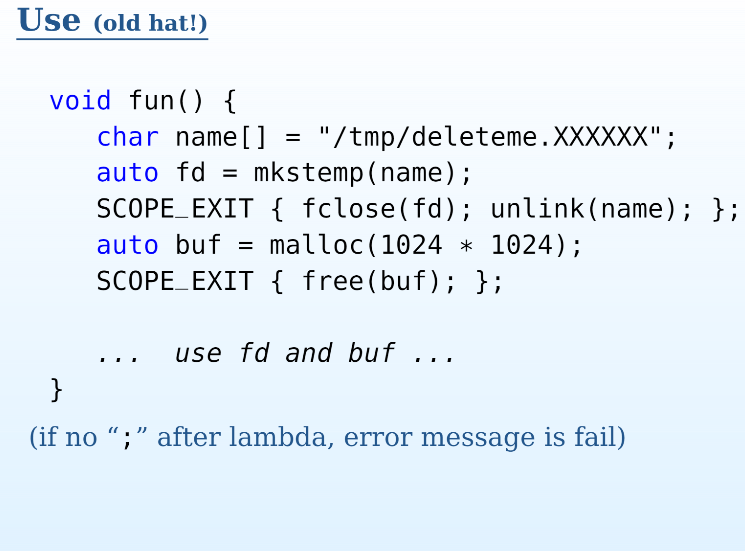 Use (old hat!)
void fun() {
   char name[] = "/tmp/deleteme.XXXXXX";
   auto fd = mkstemp(name);
   SCOPE_EXIT { fclose(fd); unlink(name); };
   auto buf = malloc(1024 * 1024);
   SCOPE_EXIT { free(buf); };
   ...  use fd and buf ...
}
(if no “;” after lambda, error message is fail)